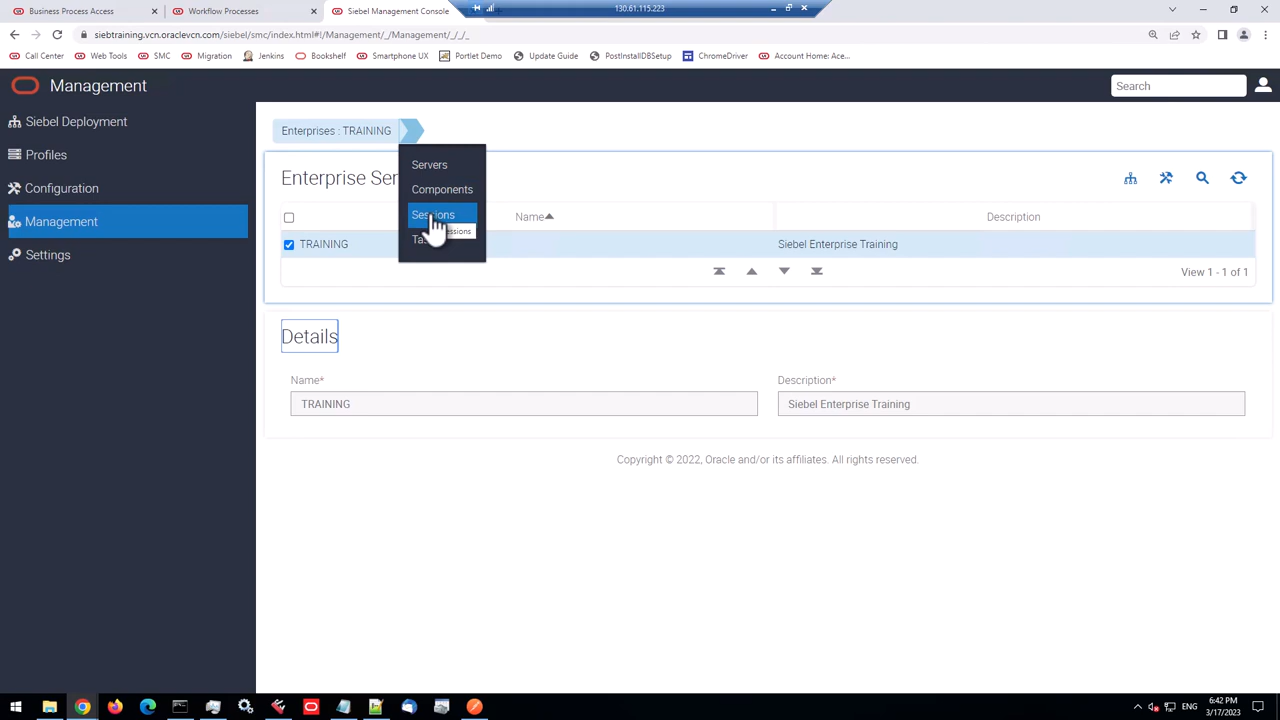 Business Process Access
Workflow Processes
Siebel Management Console
130.61.115.223
siebtraining.vcn.oraclevcn.com/siebel/smc/index.html#!/Management/_/Management/_/_/_
Call Center
Web Tools
SMC
Migration
Jenkins
Bookshelf
Smartphone UX
Portlet Demo
Update Guide
PostInstallDBSetup
ChromeDriver
Account Home: Ace...
Management
Search
Siebel Deployment
Profiles
Configuration
Management
Settings
Enterprises : TRAINING
Servers
Components
Sessions
Enterprise Ser
Name
Description
TRAINING
Siebel Enterprise Training
View 1 - 1 of 1
Details
Name*
Description*
TRAINING
Siebel Enterprise Training
Copyright © 2022, Oracle and/or its affiliates. All rights reserved.
6:42 PM
3/17/2023